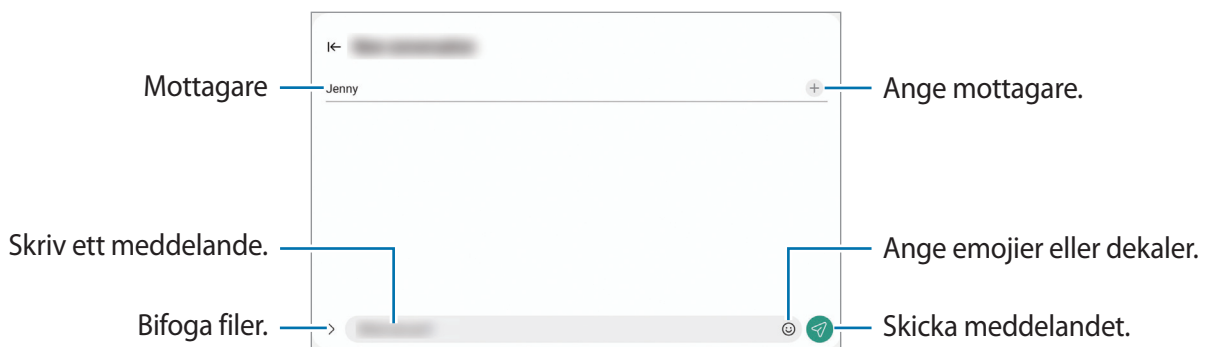 Mottagare
Jenny
Ange mottagare.
Skriv ett meddelande.
Ange emojier eller dekaler.
Bifoga filer.
Skicka meddelandet.